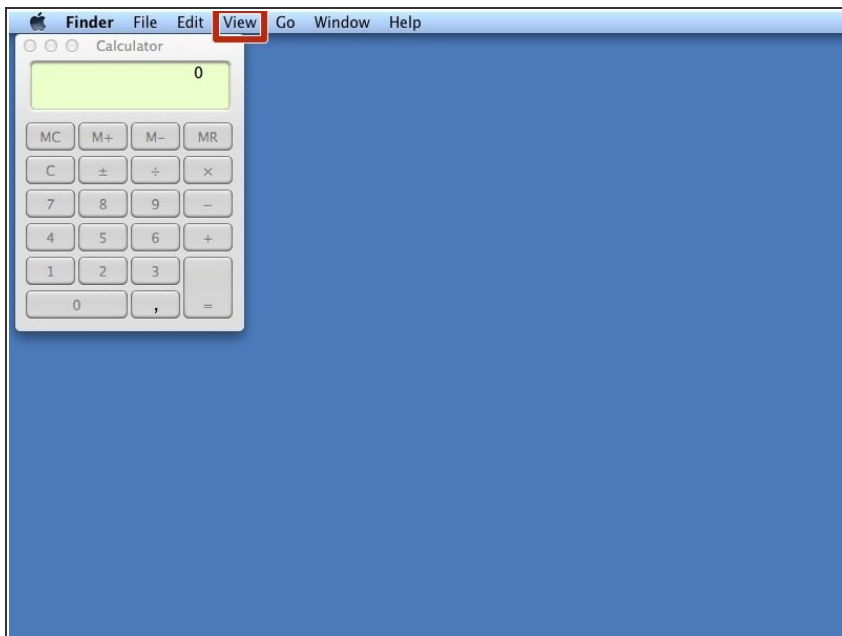 Finder File Edit View Go Window Help
Calculator
0
MC M+ M- MR
C ± ÷ ×
7 8 9 −
4 5 6 +
1 2 3
0 , =